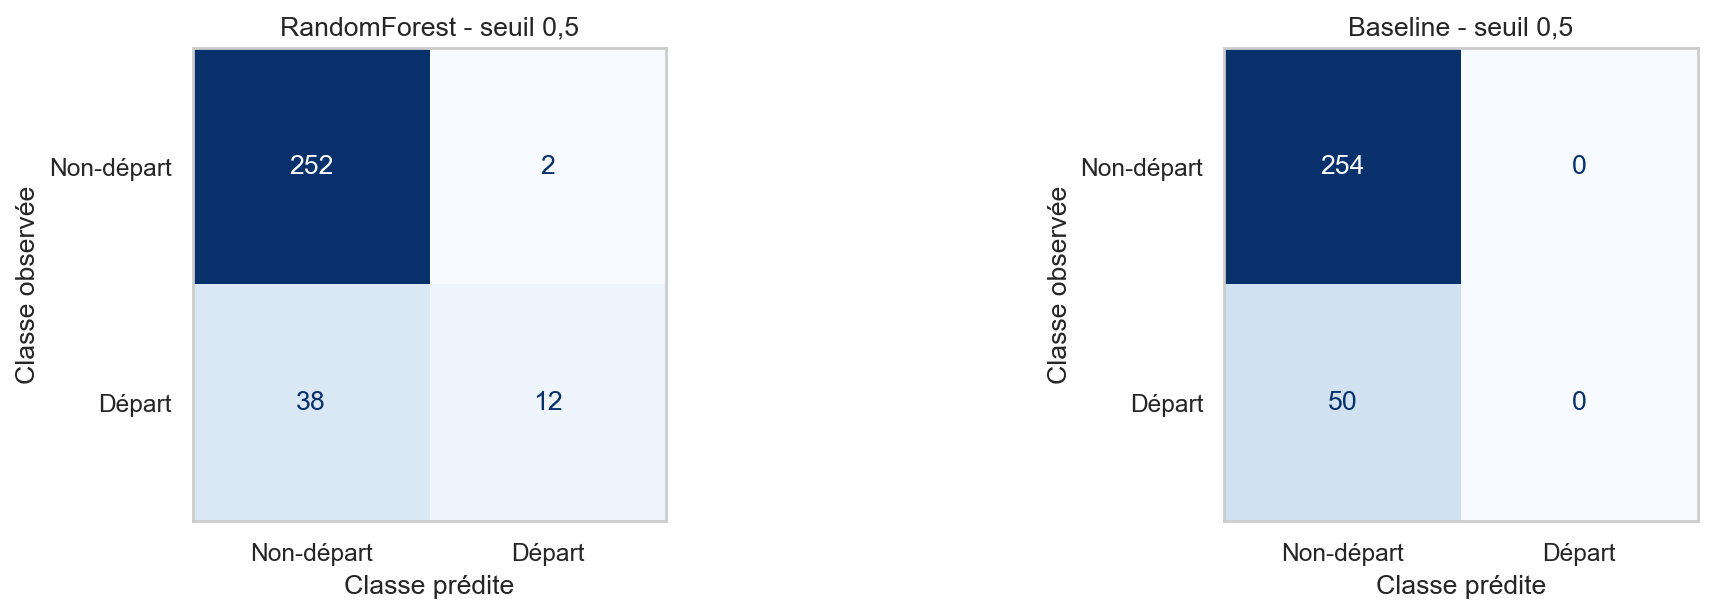 RandomForest - seuil 0,5
Classe observée
Non-départ
252
2
Départ
38
12
Non-départ
Départ
Classe prédite
Baseline - seuil 0,5
Classe observée
Non-départ
254
0
Départ
50
0
Non-départ
Départ
Classe prédite